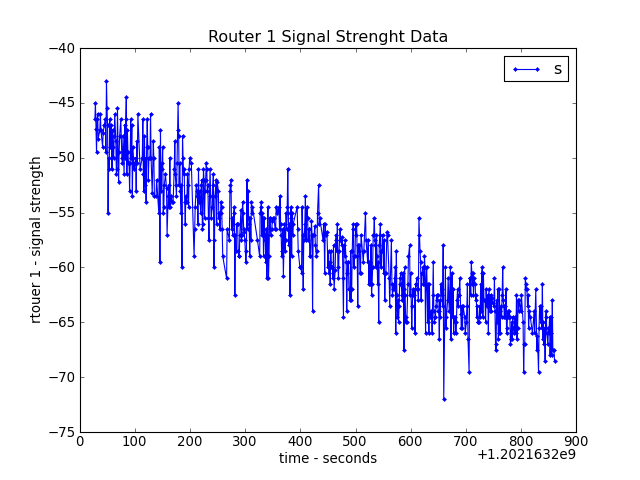 Router 1 Signal Strenght Data
s
−40
−45
−50
−55
−60
−65
−70
−75
rtouer 1 - signal strength
0 100 200 300 400 500 600 700 800 900
time - seconds
+1.2021632e9